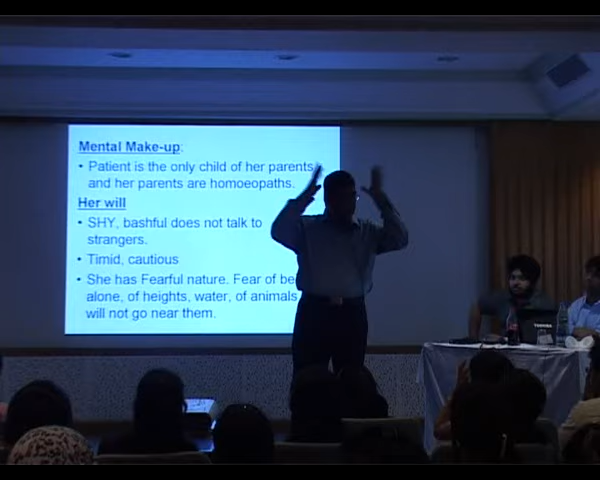 Mental Make-up:
• Patient is the only child of her parents
and her parents are homoeopaths.
Her will
• SHY, bashful does not talk to
strangers.
• Timid, cautious
• She has Fearful nature. Fear of be
alone, of heights, water, of animals
will not go near them.
TOSHIBA